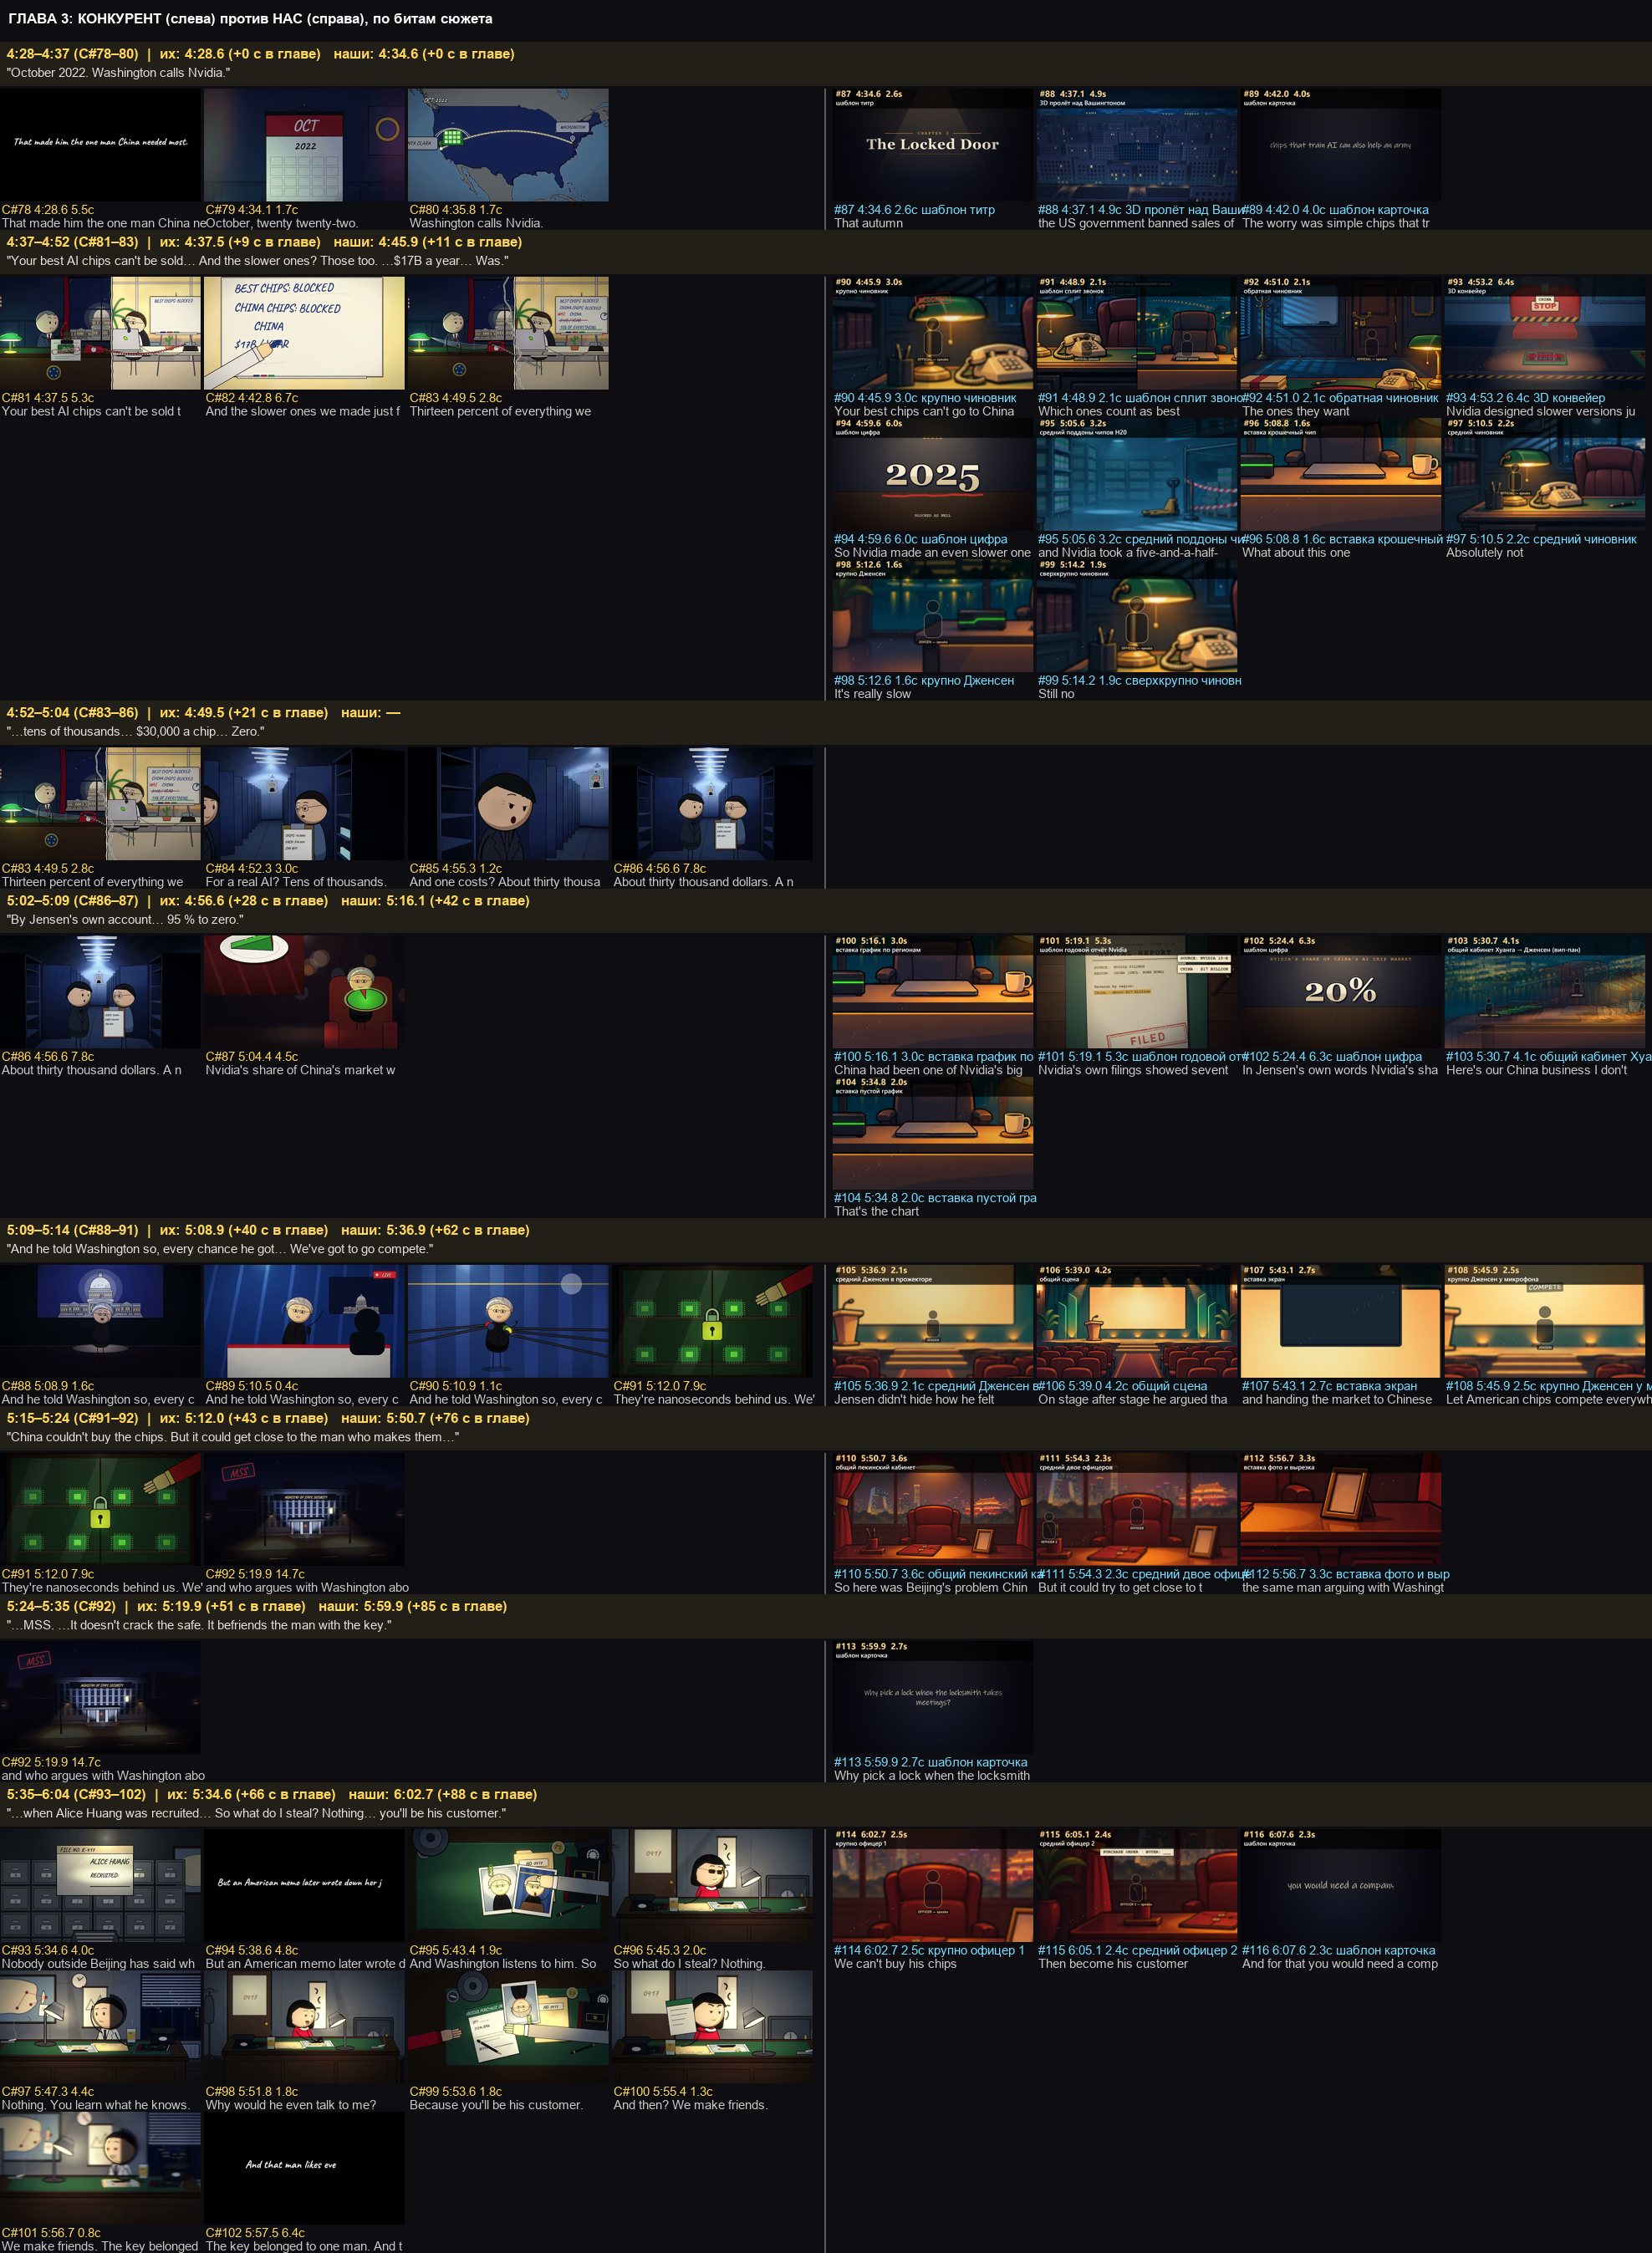 ГЛАВА 3: КОНКУРЕНТ (слева) против НАС (справа), по битам сюжета
4:28–4:37 (C#78–80) | их: 4:28.6 (+0 с в главе) наши: 4:34.6 (+0 с в главе)
"October 2022. Washington calls Nvidia."
That made him the one man China needed most.
OCT
2022
OCT 2022
WASHINGTON
#87 4:34.6 2.6s
шаблон титр
The Locked Door
#88 4:37.1 4.9s
3D пролёт над Вашингтоном
#89 4:42.0 4.0s
шаблон карточка
chips that train AI can also help an army
C#78 4:28.6 5.5с
That made him the one man China ne
C#79 4:34.1 1.7с
October, twenty twenty-two.
C#80 4:35.8 1.7с
Washington calls Nvidia.
#87 4:34.6 2.6с шаблон титр
That autumn
#88 4:37.1 4.9с 3D пролёт над Ваши
the US government banned sales of
#89 4:42.0 4.0с шаблон карточка
The worry was simple chips that tr
4:37–4:52 (C#81–83) | их: 4:37.5 (+9 с в главе) наши: 4:45.9 (+11 с в главе)
"Your best AI chips can't be sold… And the slower ones? Those too. …$17B a year… Was."
BEST CHIPS: BLOCKED
CHINA CHIPS: BLOCKED
CHINA
#90 4:45.9 3.0s
крупно чиновник
#91 4:48.9 2.1s
шаблон сплит звонок
#92 4:51.0 2.1s
обратная чиновник
#93 4:53.2 6.4s
3D конвейер
CHINA
STOP
C#81 4:37.5 5.3с
Your best AI chips can't be sold t
C#82 4:42.8 6.7с
And the slower ones we made just f
C#83 4:49.5 2.8с
Thirteen percent of everything we
#90 4:45.9 3.0с крупно чиновник
Your best chips can't go to China
#91 4:48.9 2.1с шаблон сплит звоно
Which ones count as best
#92 4:51.0 2.1с обратная чиновник
The ones they want
#93 4:53.2 6.4с 3D конвейер
Nvidia designed slower versions ju
#94 4:59.6 6.0s
шаблон цифра
2025
BLOCKED AS WELL
#95 5:05.6 3.2s
средний поддоны чипов H20
#96 5:08.8 1.6s
вставка крошечный чип
#97 5:10.5 2.2s
средний чиновник
#94 4:59.6 6.0с шаблон цифра
So Nvidia made an even slower one
#95 5:05.6 3.2с средний поддоны чи
and Nvidia took a five-and-a-half-
#96 5:08.8 1.6с вставка крошечный
What about this one
#97 5:10.5 2.2с средний чиновник
Absolutely not
#98 5:12.6 1.6s
крупно Дженсен
#99 5:14.2 1.9s
сверхкрупно чиновник
#98 5:12.6 1.6с крупно Дженсен
It's really slow
#99 5:14.2 1.9с сверхкрупно чиновн
Still no
4:52–5:04 (C#83–86) | их: 4:49.5 (+21 с в главе) наши: —
"…tens of thousands… $30,000 a chip… Zero."
C#83 4:49.5 2.8с
Thirteen percent of everything we
C#84 4:52.3 3.0с
For a real AI? Tens of thousands.
C#85 4:55.3 1.2с
And one costs? About thirty thousa
C#86 4:56.6 7.8с
About thirty thousand dollars. A n
5:02–5:09 (C#86–87) | их: 4:56.6 (+28 с в главе) наши: 5:16.1 (+42 с в главе)
"By Jensen's own account… 95 % to zero."
#100 5:16.1 3.0s
вставка график по регионам
#101 5:19.1 5.3s
шаблон годовой отчёт Nvidia
FILED
#102 5:24.4 6.3s
шаблон цифра
NVIDIA'S SHARE OF CHINA'S AI CHIP MARKET
20%
#103 5:30.7 4.1s
общий кабинет Хуанга → Дженсен (вип-пан)
C#86 4:56.6 7.8с
About thirty thousand dollars. A n
C#87 5:04.4 4.5с
Nvidia's share of China's market w
#100 5:16.1 3.0с вставка график по
China had been one of Nvidia's big
#101 5:19.1 5.3с шаблон годовой отч
Nvidia's own filings showed sevent
#102 5:24.4 6.3с шаблон цифра
In Jensen's own words Nvidia's sha
#103 5:30.7 4.1с общий кабинет Хуа
Here's our China business I don't
#104 5:34.8 2.0s
вставка пустой график
#104 5:34.8 2.0с вставка пустой гра
That's the chart
5:09–5:14 (C#88–91) | их: 5:08.9 (+40 с в главе) наши: 5:36.9 (+62 с в главе)
"And he told Washington so, every chance he got… We've got to go compete."
LIVE
#105 5:36.9 2.1s
средний Дженсен в прожекторе
#106 5:39.0 4.2s
общий сцена
#107 5:43.1 2.7s
вставка экран
#108 5:45.9 2.5s
крупно Дженсен у микрофона
COMPETE
C#88 5:08.9 1.6с
And he told Washington so, every c
C#89 5:10.5 0.4с
And he told Washington so, every c
C#90 5:10.9 1.1с
And he told Washington so, every c
C#91 5:12.0 7.9с
They're nanoseconds behind us. We'
#105 5:36.9 2.1с средний Дженсен в
Jensen didn't hide how he felt
#106 5:39.0 4.2с общий сцена
On stage after stage he argued tha
#107 5:43.1 2.7с вставка экран
and handing the market to Chinese
#108 5:45.9 2.5с крупно Дженсен у м
Let American chips compete everywh
5:15–5:24 (C#91–92) | их: 5:12.0 (+43 с в главе) наши: 5:50.7 (+76 с в главе)
"China couldn't buy the chips. But it could get close to the man who makes them…"
MSS
MINISTRY OF STATE SECURITY
#110 5:50.7 3.6s
общий пекинский кабинет
#111 5:54.3 2.3s
средний двое офицеров
#112 5:56.7 3.3s
вставка фото и вырезка
C#91 5:12.0 7.9с
They're nanoseconds behind us. We'
C#92 5:19.9 14.7с
and who argues with Washington abo
#110 5:50.7 3.6с общий пекинский ка
So here was Beijing's problem Chin
#111 5:54.3 2.3с средний двое офице
But it could try to get close to t
#112 5:56.7 3.3с вставка фото и выр
the same man arguing with Washingt
5:24–5:35 (C#92) | их: 5:19.9 (+51 с в главе) наши: 5:59.9 (+85 с в главе)
"…MSS. …It doesn't crack the safe. It befriends the man with the key."
MSS
MINISTRY OF STATE SECURITY
#113 5:59.9 2.7s
шаблон карточка
Why pick a lock when the locksmith takes
meetings?
C#92 5:19.9 14.7с
and who argues with Washington abo
#113 5:59.9 2.7с шаблон карточка
Why pick a lock when the locksmith
5:35–6:04 (C#93–102) | их: 5:34.6 (+66 с в главе) наши: 6:02.7 (+88 с в главе)
"…when Alice Huang was recruited… So what do I steal? Nothing… you'll be his customer."
ALICE HUANG
RECRUITED:
But an American memo later wrote down her j
0417
#114 6:02.7 2.5s
крупно офицер 1
#115 6:05.1 2.4s
средний офицер 2
#116 6:07.6 2.3s
шаблон карточка
you would need a company
C#93 5:34.6 4.0с
Nobody outside Beijing has said wh
C#94 5:38.6 4.8с
But an American memo later wrote d
C#95 5:43.4 1.9с
And Washington listens to him. So
C#96 5:45.3 2.0с
So what do I steal? Nothing.
#114 6:02.7 2.5с крупно офицер 1
We can't buy his chips
#115 6:05.1 2.4с средний офицер 2
Then become his customer
#116 6:07.6 2.3с шаблон карточка
And for that you would need a comp
0417
0417
C#97 5:47.3 4.4с
Nothing. You learn what he knows.
C#98 5:51.8 1.8с
Why would he even talk to me?
C#99 5:53.6 1.8с
Because you'll be his customer.
C#100 5:55.4 1.3с
And then? We make friends.
And that man likes eve
C#101 5:56.7 0.8с
We make friends. The key belonged
C#102 5:57.5 6.4с
The key belonged to one man. And t